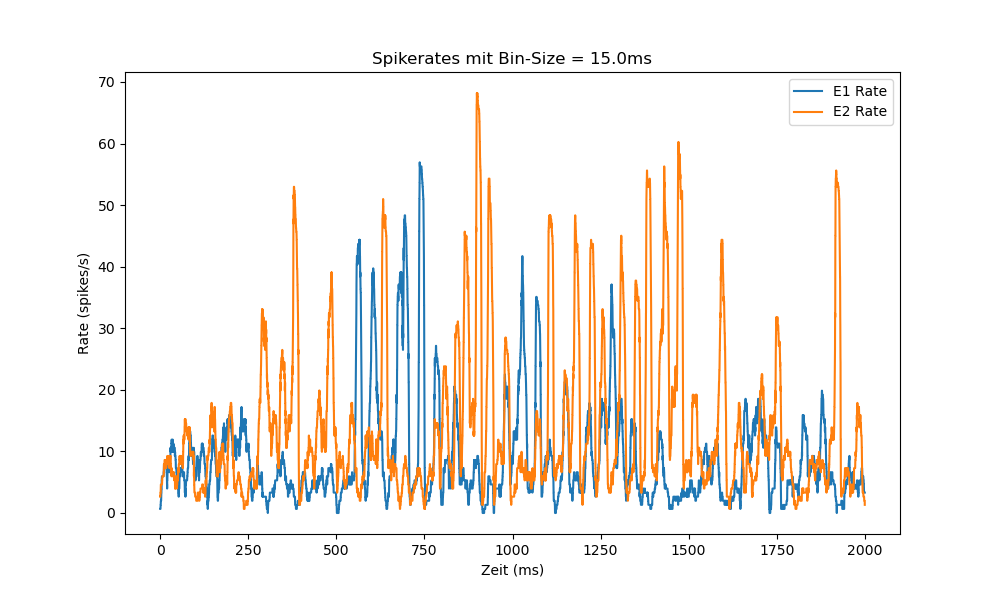 Spikerates mit Bin-Size = 15.0ms
E1 Rate
E2 Rate
Rate (spikes/s)
70
60
50
40
30
20
10
0
0 250 500 750 1000 1250 1500 1750 2000
Zeit (ms)